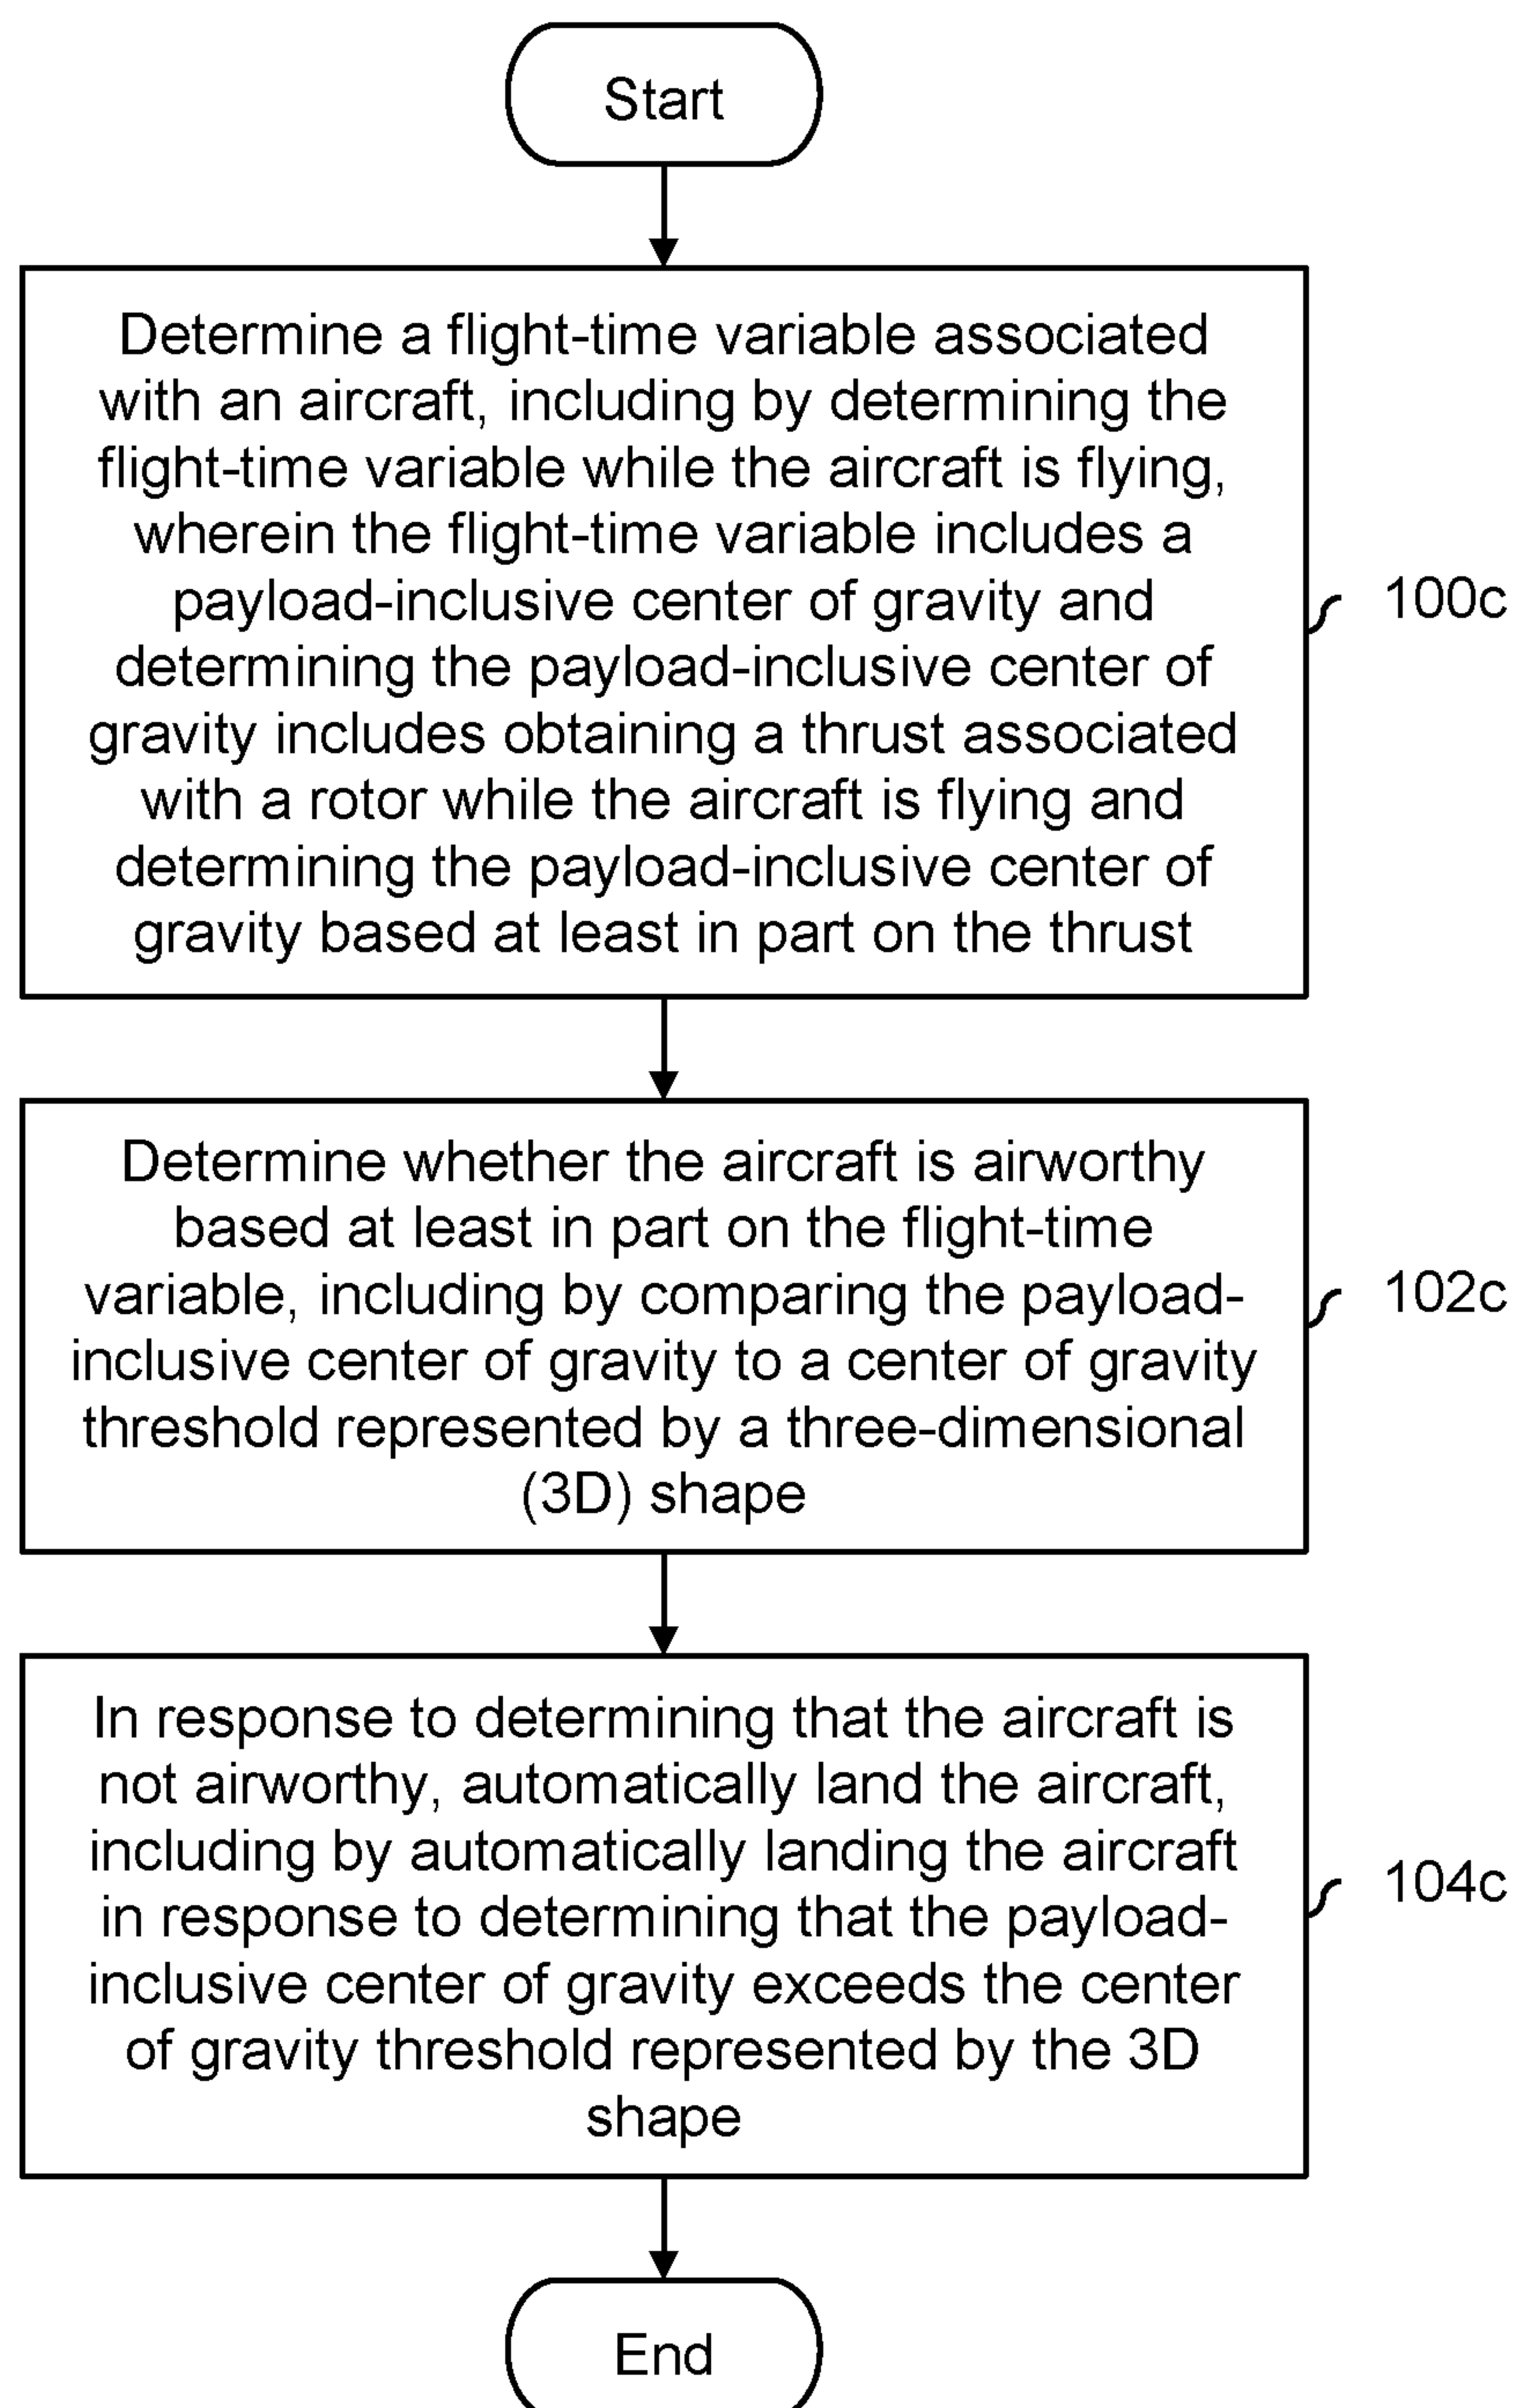 Start
Determine a flight-time variable associated
with an aircraft, including by determining the
flight-time variable while the aircraft is flying,
wherein the flight-time variable includes a
payload-inclusive center of gravity and
determining the payload-inclusive center of
gravity includes obtaining a thrust associated
with a rotor while the aircraft is flying and
determining the payload-inclusive center of
gravity based at least in part on the thrust
100c
Determine whether the aircraft is airworthy
based at least in part on the flight-time
variable, including by comparing the payload-
inclusive center of gravity to a center of gravity
threshold represented by a three-dimensional
(3D) shape
102c
In response to determining that the aircraft is
not airworthy, automatically land the aircraft,
including by automatically landing the aircraft
in response to determining that the payload-
inclusive center of gravity exceeds the center
of gravity threshold represented by the 3D
shape
104c
End